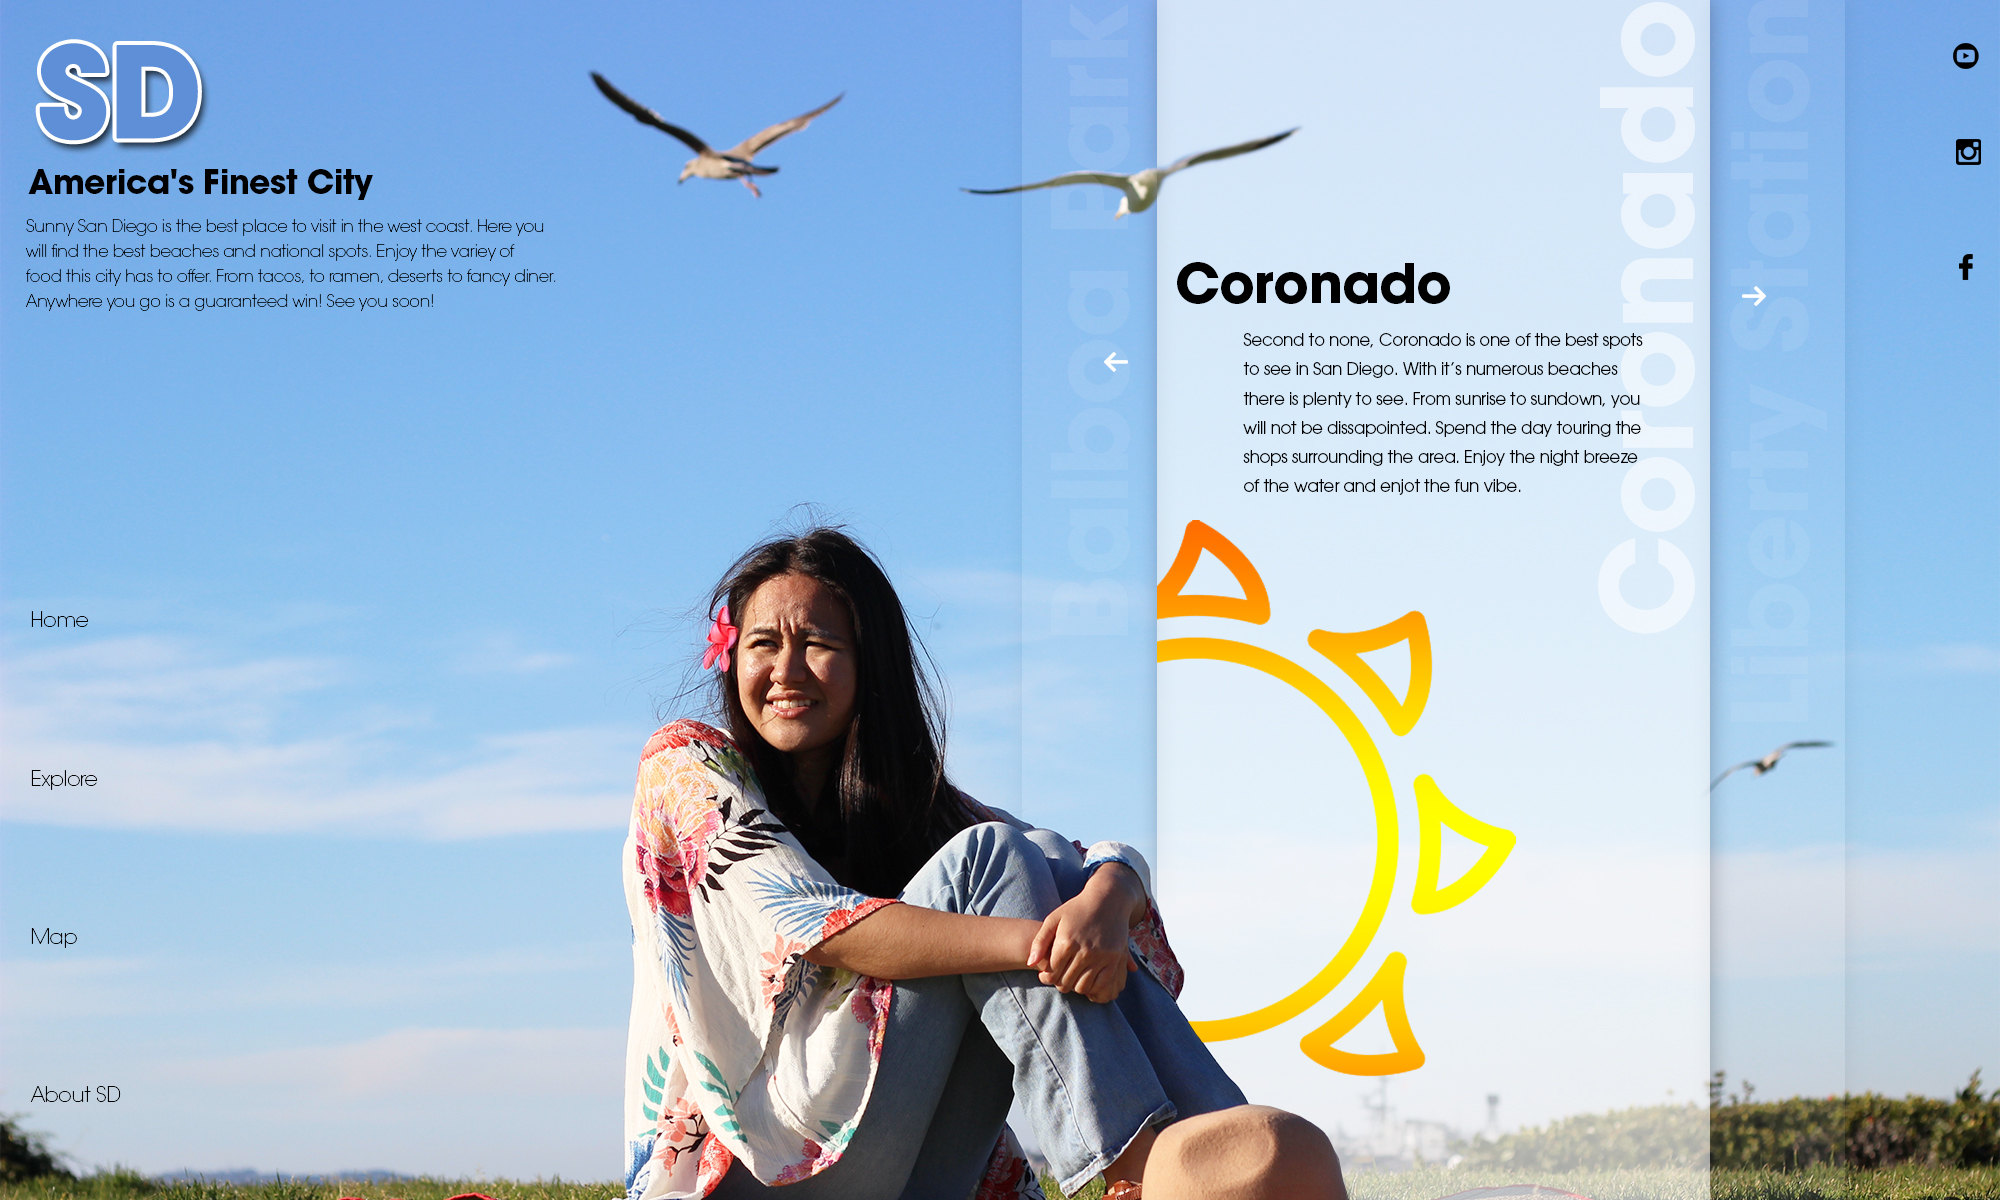 SD
America's Finest City
Sunny San Diego is the best place to visit in the west coast. Here you
will find the best beaches and national spots. Enjoy the variey of
food this city has to offer. From tacos, to ramen, deserts to fancy diner.
Anywhere you go is a guaranteed win! See you soon!
Home
Explore
Map
About SD
Balboa Park
Coronado
Second to none, Coronado is one of the best spots
to see in San Diego. With it's numerous beaches
there is plenty to see. From sunrise to sundown, you
will not be dissapointed. Spend the day touring the
shops surrounding the area. Enjoy the night breeze
of the water and enjot the fun vibe.
Coronado
Liberty Station